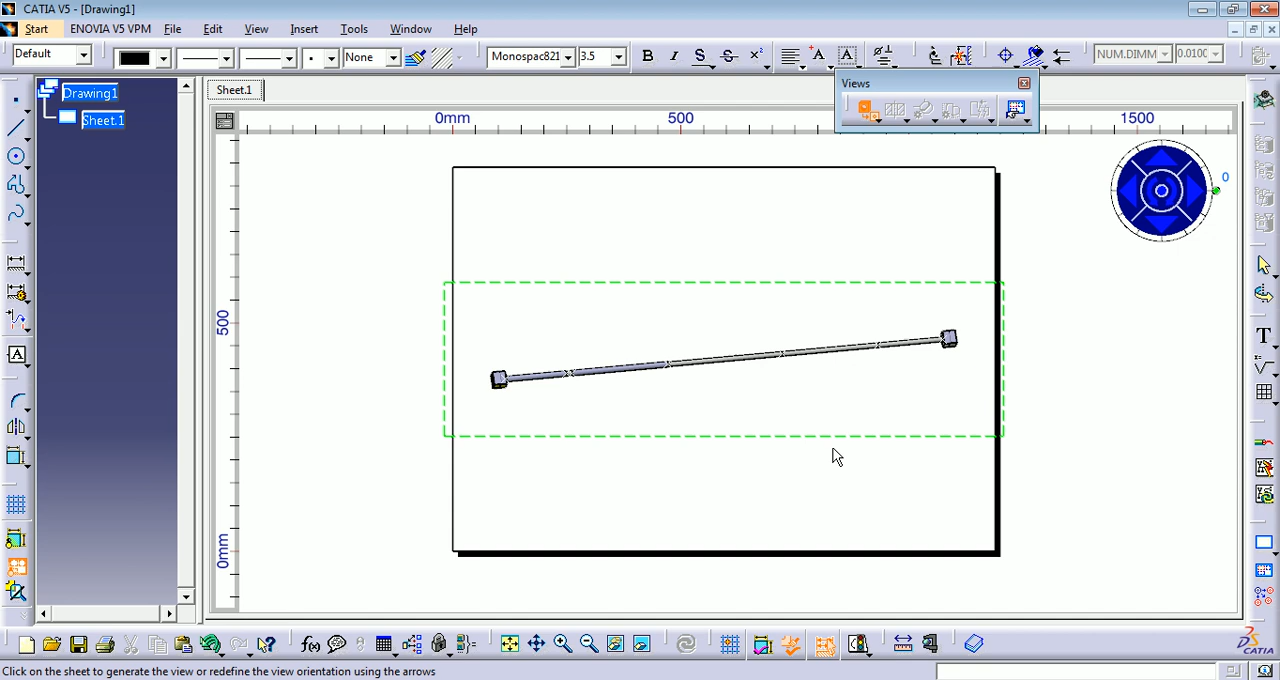 CATIA V5 - [Drawing1]
Start ENOVIA V5 VPM File Edit View Insert Tools Window Help
Default None Monospac821 3.5 B I S S NUM.DIMM 0.0100
Views
Drawing1
Sheet.1
Sheet.1
0mm 500 1500
0
500
0mm
f(x)
CATIA
Click on the sheet to generate the view or redefine the view orientation using the arrows